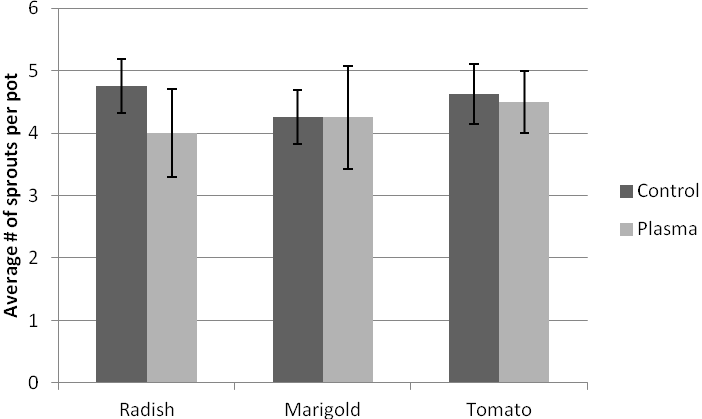 6
5
4
3
2
1
0
Average # of sprouts per pot
Radish
Marigold
Tomato
Control
Plasma